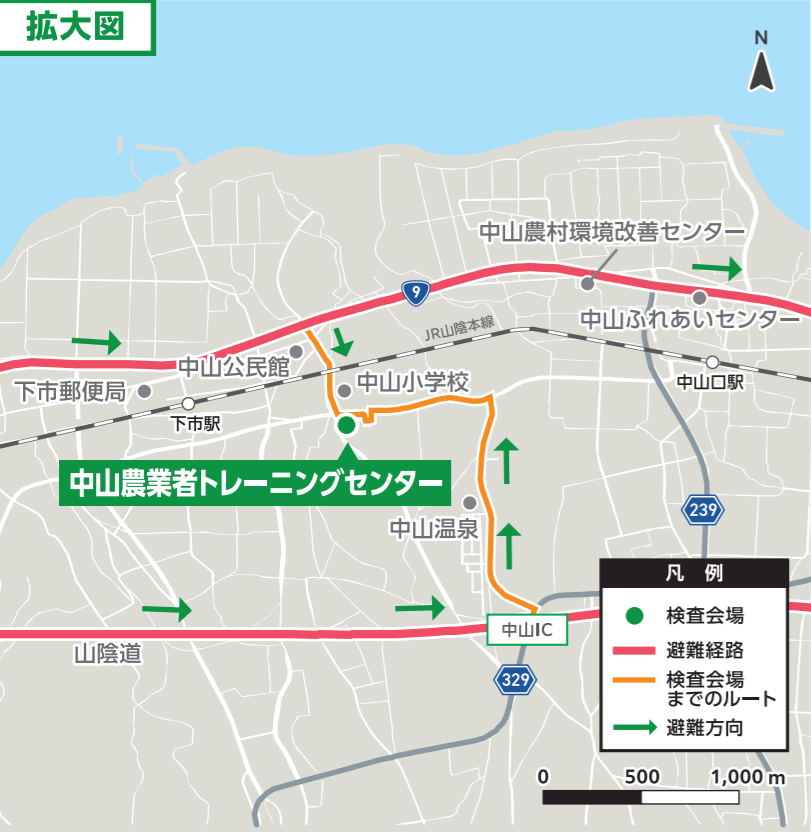 拡大図
N
中山農村環境改善センター
9
中山ふれあいセンター
JR山陰本線
中山公民館
中山口駅
下市郵便局
中山小学校
下市駅
中山農業者トレーニングセンター
239
中山温泉
凡 例
検査会場
避難経路
検査会場
までのルート
避難方向
中山IC
山陰道
329
0 500 1,000 m